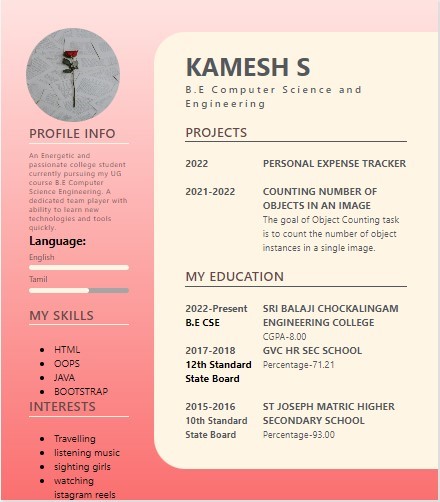 KAMESH S
B.E Computer Science and
Engineering
PROFILE INFO
An Energetic and
passionate college student
currently pursuing my UG
course B.E Computer
Science Engineering. A
dedicated team player with
ability to learn new
technologies and tools
quickly.
Language:
English
Tamil
MY SKILLS
HTML
OOPS
JAVA
BOOTSTRAP
INTERESTS
Travelling
listening music
sighting girls
watching
istagram reels
PROJECTS
2022 PERSONAL EXPENSE TRACKER
2021-2022 COUNTING NUMBER OF
OBJECTS IN AN IMAGE
The goal of Object Counting task
is to count the number of object
instances in a single image.
MY EDUCATION
2022-Present SRI BALAJI CHOCKALINGAM
B.E CSE ENGINEERING COLLEGE
CGPA-8.00
2017-2018 GVC HR SEC SCHOOL
12th Standard Percentage-71.21
State Board
2015-2016 ST JOSEPH MATRIC HIGHER
10th Standard SECONDARY SCHOOL
State Board Percentage-93.00